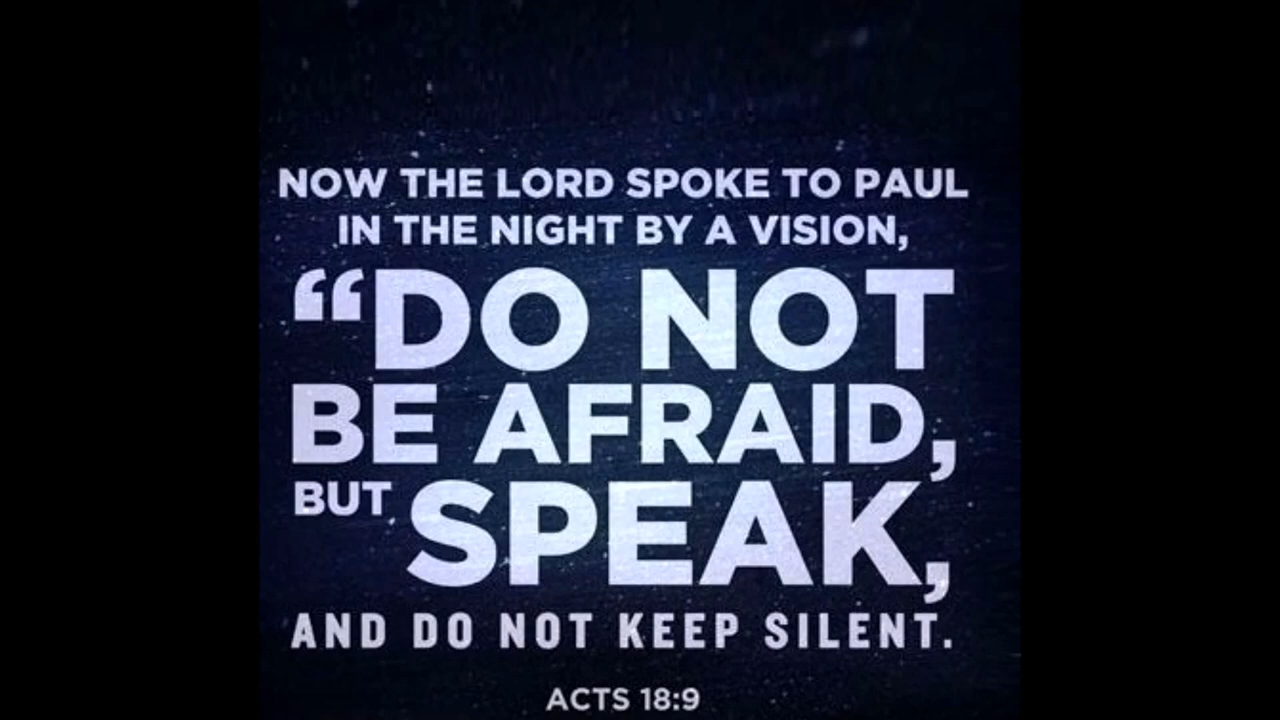 NOW THE LORD SPOKE TO PAUL
IN THE NIGHT BY A VISION,
“DO NOT
BE AFRAID,
BUT SPEAK,
AND DO NOT KEEP SILENT.
ACTS 18:9